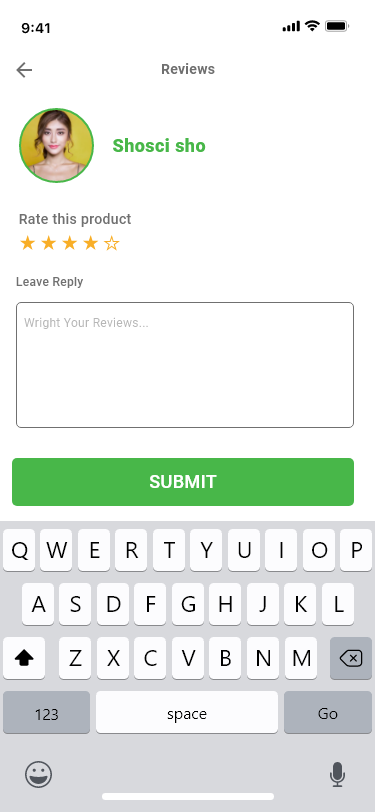 9:41
Reviews
Shosci sho
Rate this product
Leave Reply
Wright Your Reviews...
SUBMIT
Q W E R T Y U I O P
A S D F G H J K L
Z X C V B N M
123 space Go